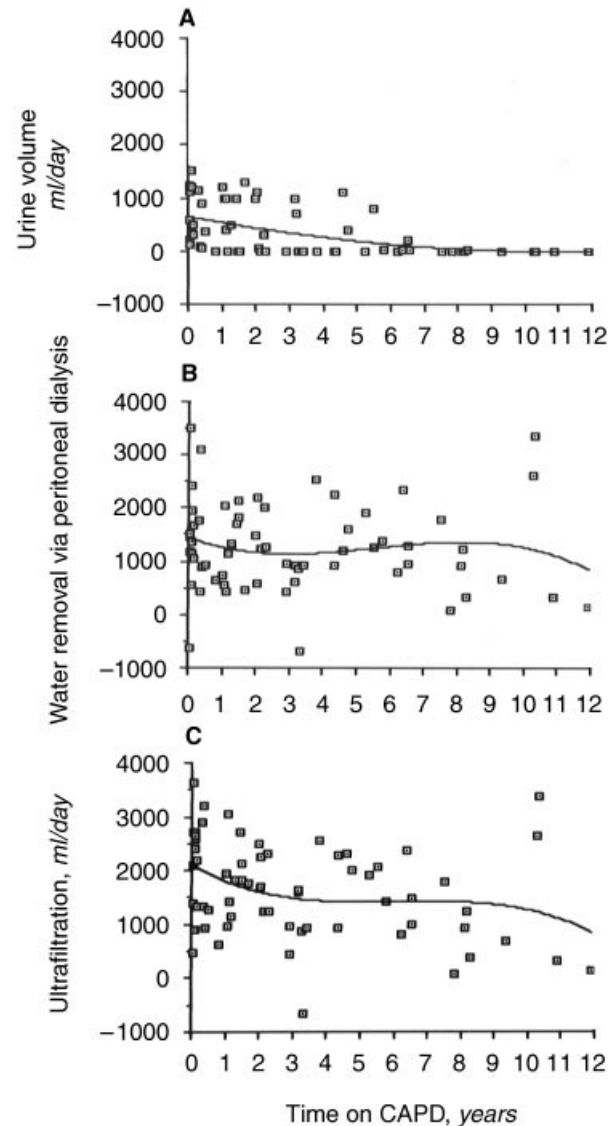 A
4000
3000
2000
1000
0
−1000
Urine volume
ml/day
0 1 2 3 4 5 6 7 8 9 10 11 12
B
4000
3000
2000
1000
0
−1000
Water removal via peritoneal dialysis
0 1 2 3 4 5 6 7 8 9 10 11 12
C
4000
3000
2000
1000
0
−1000
Ultrafiltration, ml/day
0 1 2 3 4 5 6 7 8 9 10 11 12
Time on CAPD, years